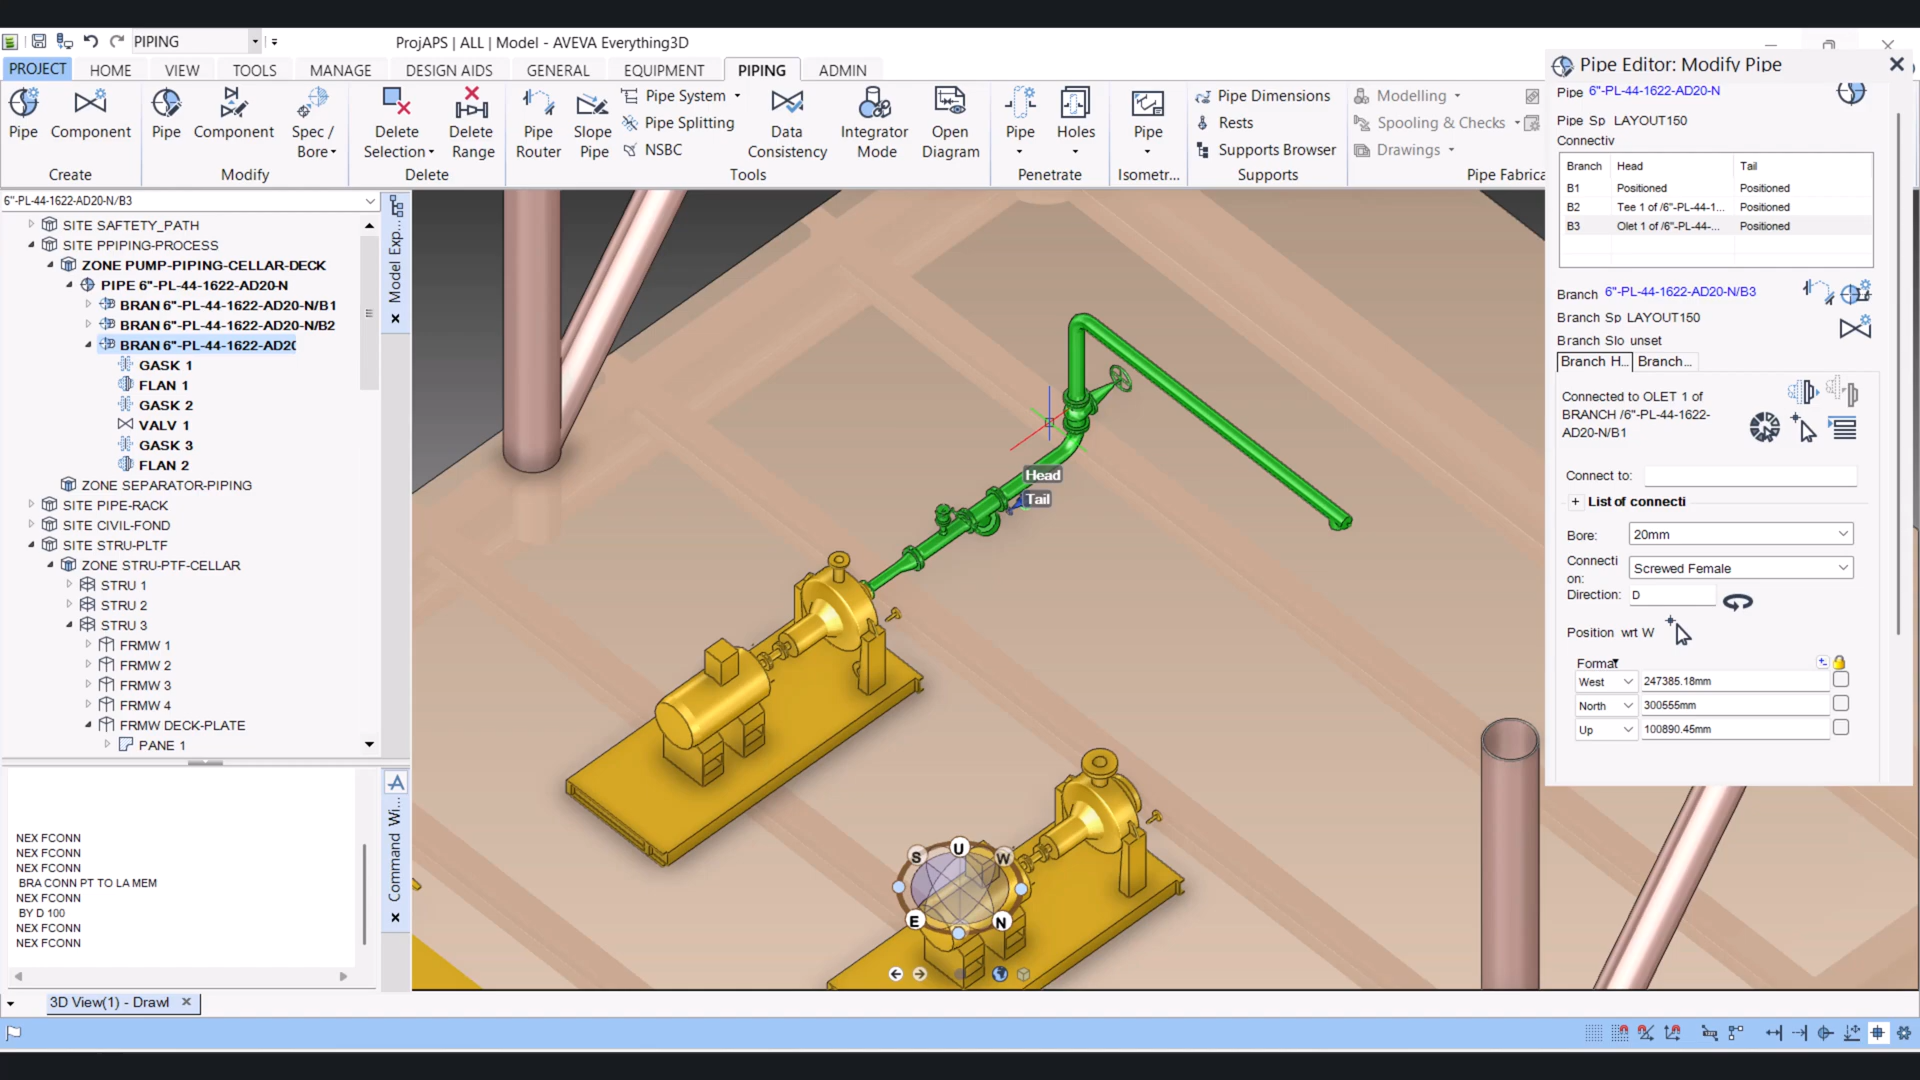 PIPING
ProjAPS | ALL | Model - AVEVA Everything3D
PROJECT HOME VIEW TOOLS MANAGE DESIGN AIDS GENERAL EQUIPMENT PIPING ADMIN
Pipe Component
Create
Pipe Component Spec / Bore
Modify
Delete Selection Delete Range
Delete
Pipe Router Slope Pipe
Pipe System
Pipe Splitting
NSBC
Data Consistency Integrator Mode Open Diagram
Tools
Pipe Holes
Penetrate
Pipe
Isometr...
Pipe Dimensions
Rests
Supports Browser
Supports
Modelling
Spooling & Checks
Drawings
Pipe Fabrica
6"-PL-44-1622-AD20-N/B3
SITE SAFTETY_PATH
SITE PPIPING-PROCESS
ZONE PUMP-PIPING-CELLAR-DECK
PIPE 6"-PL-44-1622-AD20-N
BRAN 6"-PL-44-1622-AD20-N/B1
BRAN 6"-PL-44-1622-AD20-N/B2
BRAN 6"-PL-44-1622-AD20
GASK 1
FLAN 1
GASK 2
VALV 1
GASK 3
FLAN 2
ZONE SEPARATOR-PIPING
SITE PIPE-RACK
SITE CIVIL-FOND
SITE STRU-PLTF
ZONE STRU-PTF-CELLAR
STRU 1
STRU 2
STRU 3
FRMW 1
FRMW 2
FRMW 3
FRMW 4
FRMW DECK-PLATE
PANE 1
Model Exp...
NEX FCONN
NEX FCONN
NEX FCONN
BRA CONN PT TO LA MEM
NEX FCONN
BY D 100
NEX FCONN
NEX FCONN
Command Wi...
Head
Tail
S U W
E N
3D View(1) - Drawl
Pipe Editor: Modify Pipe
Pipe 6"-PL-44-1622-AD20-N
Pipe Sp LAYOUT150
Connectiv
Branch Head Tail
B1 Positioned Positioned
B2 Tee 1 of /6"-PL-44-1... Positioned
B3 Olet 1 of /6"-PL-44-... Positioned
Branch 6"-PL-44-1622-AD20-N/B3
Branch Sp LAYOUT150
Branch Slo unset
Branch H... Branch...
Connected to OLET 1 of
BRANCH /6"-PL-44-1622-
AD20-N/B1
Connect to:
+ List of connecti
Bore: 20mm
Connecti
on: Screwed Female
Direction: D
Position wrt W
Format
West 247385.18mm
North 300555mm
Up 100890.45mm